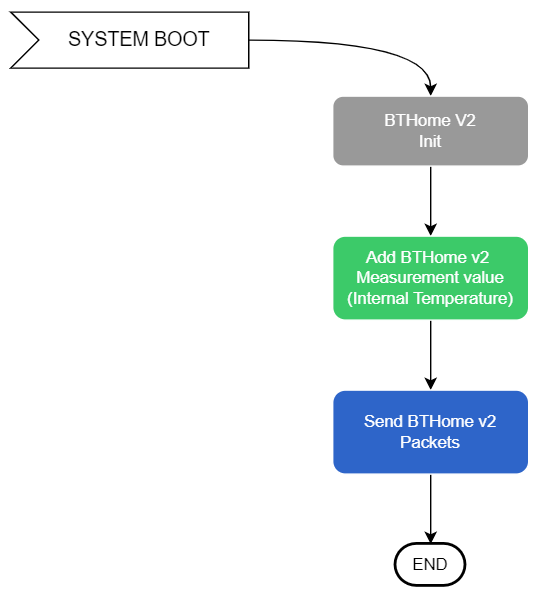 SYSTEM BOOT
BTHome V2
Init
Add BTHome v2
Measurement value
(Internal Temperature)
Send BTHome v2
Packets
END